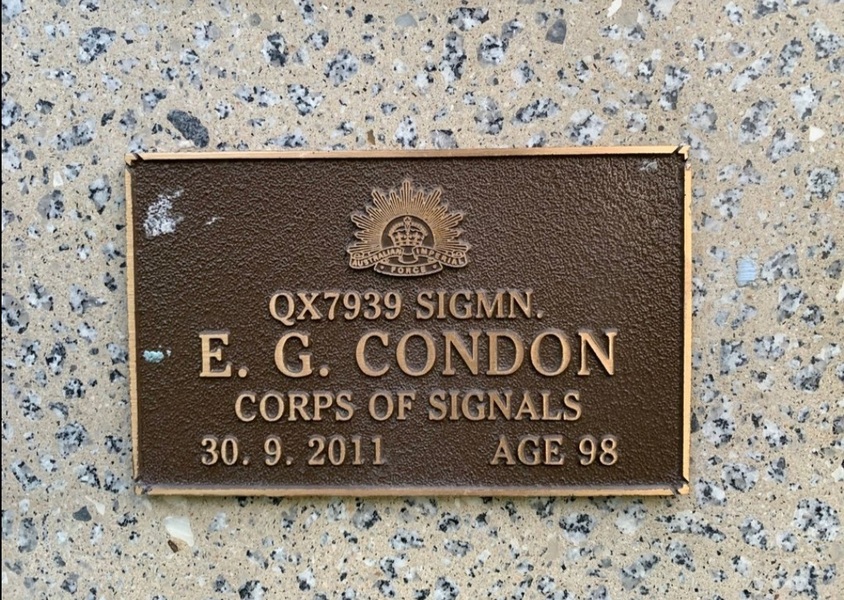 AUSTRALIAN IMPERIAL
FORCE
QX7939 SIGMN.
E. G. CONDON
CORPS OF SIGNALS
30. 9. 2011 AGE 98